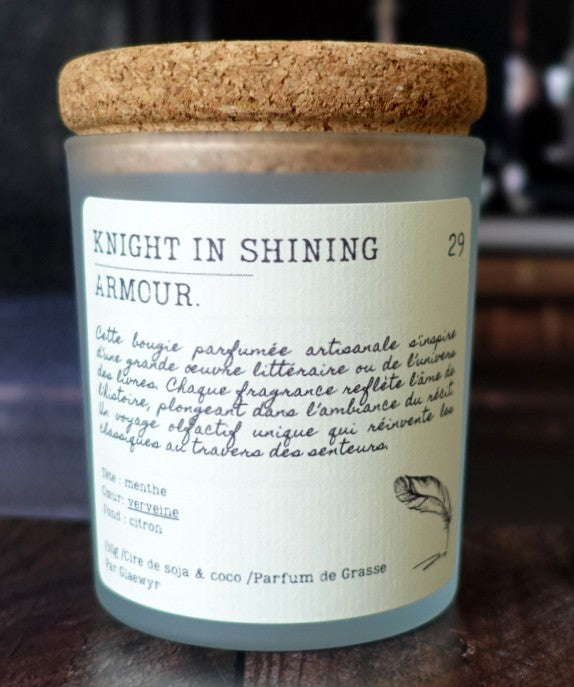 KNIGHT IN SHINING
29
ARMOUR.
Cette bougie parfumée artisanale s'inspire
d'une grande oeuvre littéraire ou de l'univers
des livres. Chaque fragrance reflète l'âme de
l'histoire, plongeant dans l'ambiance du récit
Un voyage olfactif unique qui réinvente les
classiques au travers des senteurs.
Tête : menthe
Cœur: verveine
Fond : citron
/Cire de soja & coco /Parfum de Grasse
Par Glaewyr